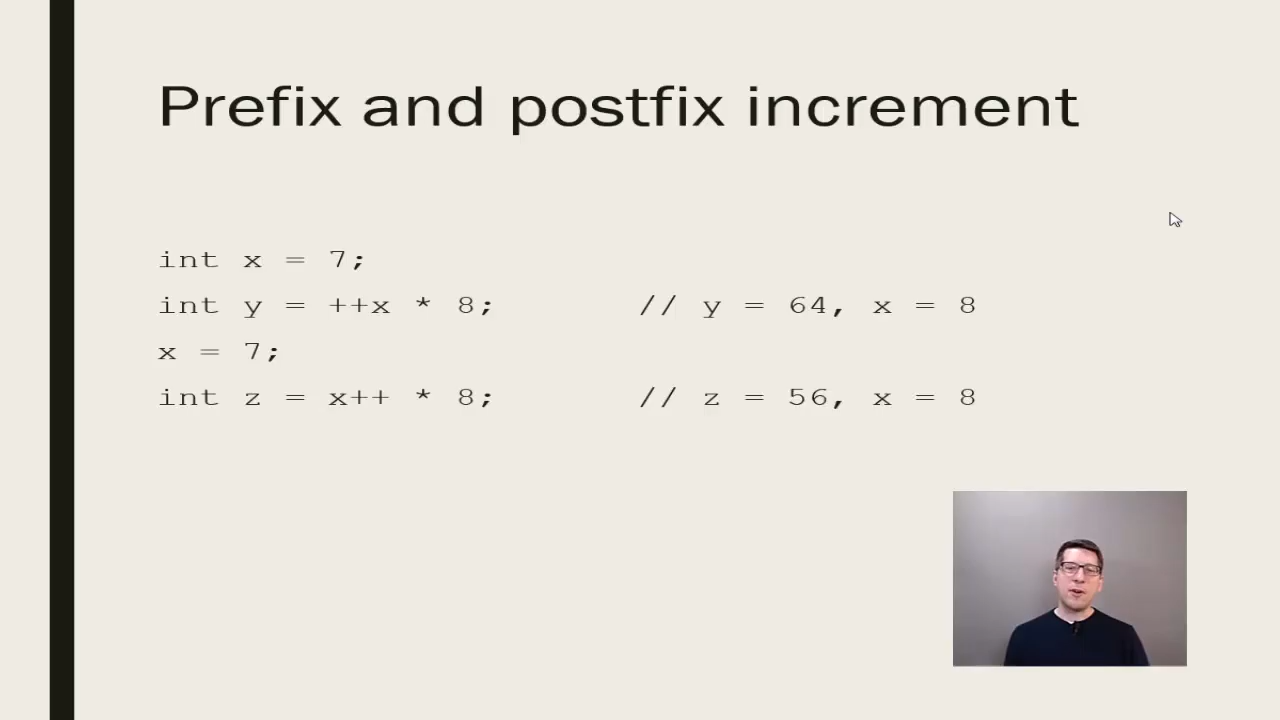 Prefix and postfix increment
int x = 7;
int y = ++x * 8; // y = 64, x = 8
x = 7;
int z = x++ * 8; // z = 56, x = 8